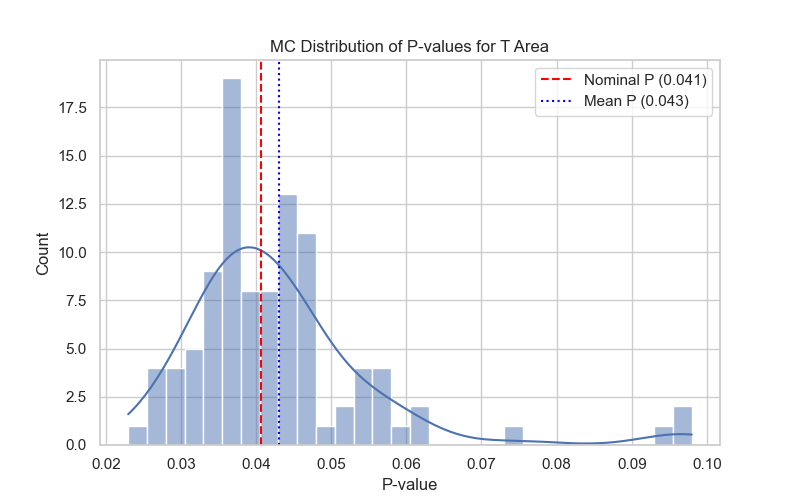 MC Distribution of P-values for T Area
Nominal P (0.041)
Mean P (0.043)
17.5
15.0
12.5
10.0
7.5
5.0
2.5
0.0
Count
0.02 0.03 0.04 0.05 0.06 0.07 0.08 0.09 0.10
P-value